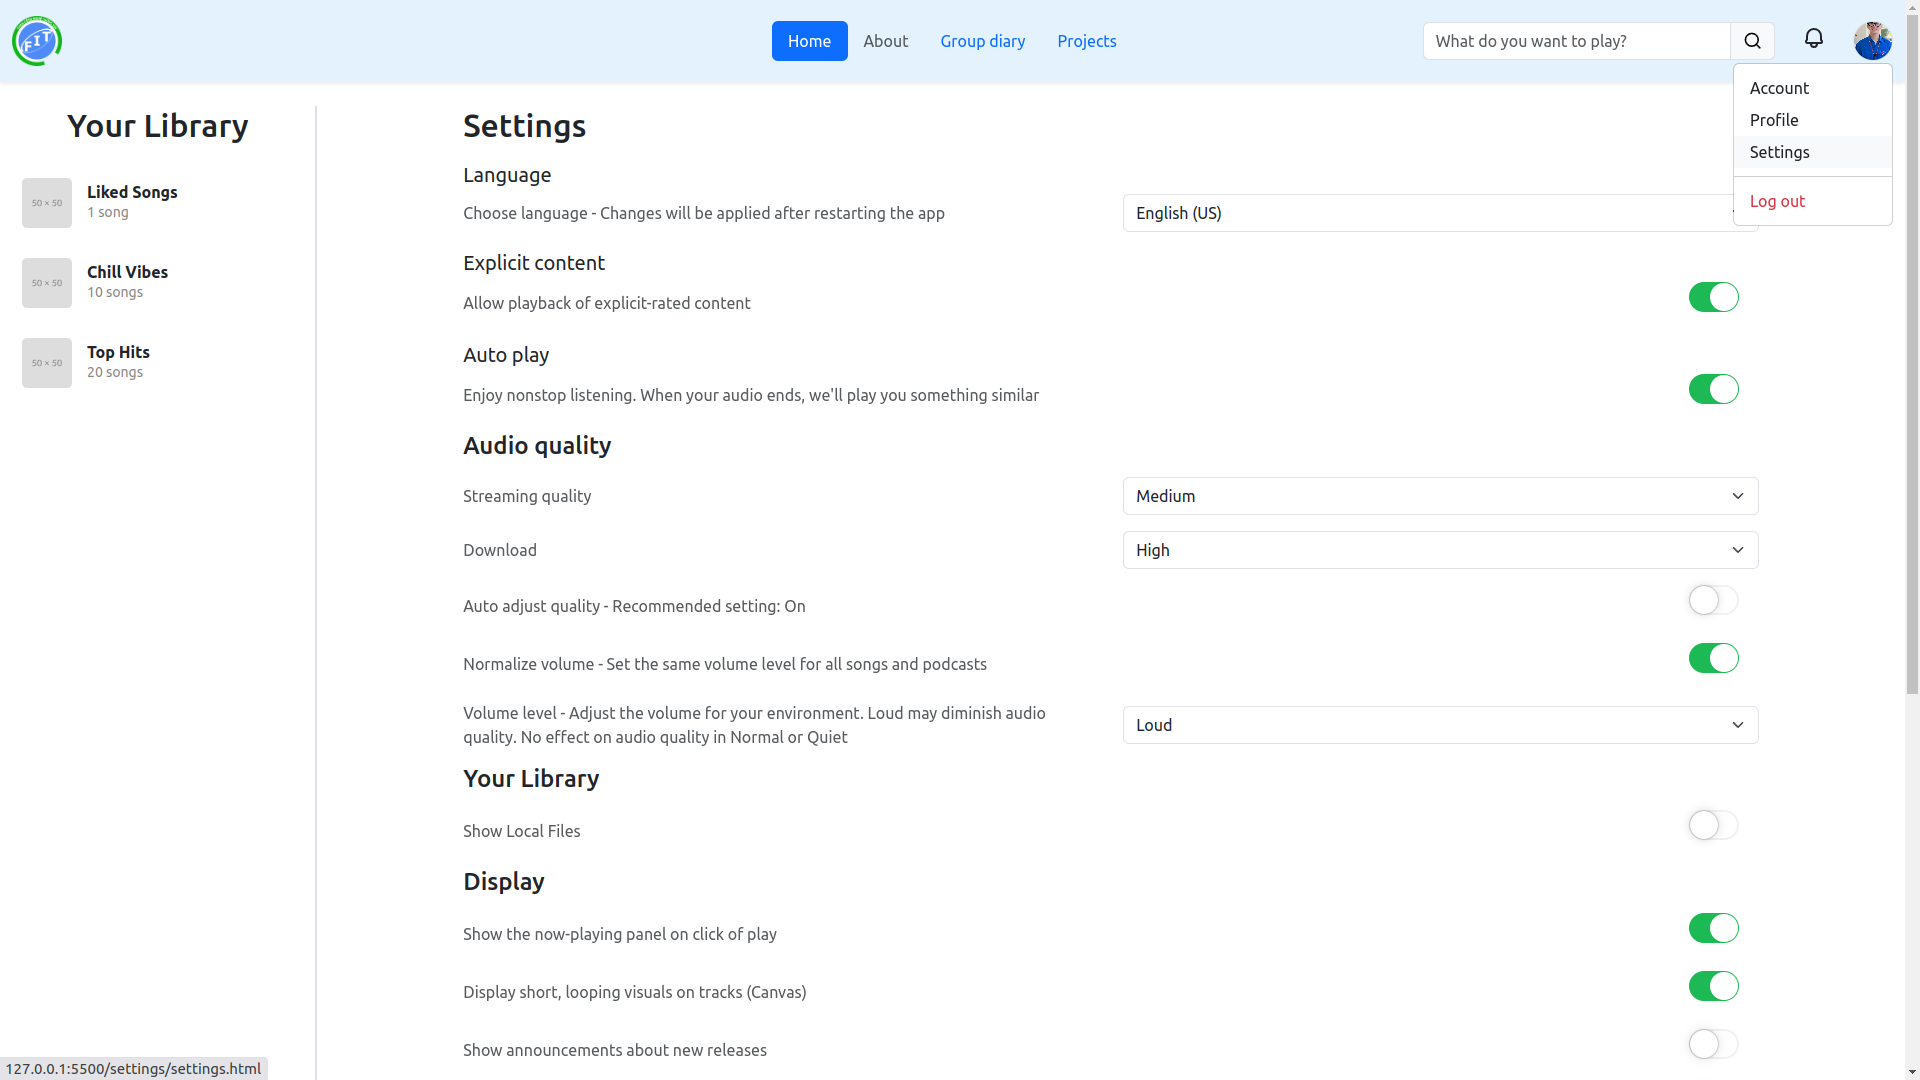 FIT
Home
About
Group diary
Projects
What do you want to play?
Account
Profile
Settings
Log out
Your Library
50 × 50
Liked Songs
1 song
50 × 50
Chill Vibes
10 songs
50 × 50
Top Hits
20 songs
Settings
Language
Choose language - Changes will be applied after restarting the app
English (US)
Explicit content
Allow playback of explicit-rated content
Auto play
Enjoy nonstop listening. When your audio ends, we'll play you something similar
Audio quality
Streaming quality
Medium
Download
High
Auto adjust quality - Recommended setting: On
Normalize volume - Set the same volume level for all songs and podcasts
Volume level - Adjust the volume for your environment. Loud may diminish audio
quality. No effect on audio quality in Normal or Quiet
Loud
Your Library
Show Local Files
Display
Show the now-playing panel on click of play
Display short, looping visuals on tracks (Canvas)
Show announcements about new releases
127.0.0.1:5500/settings/settings.html